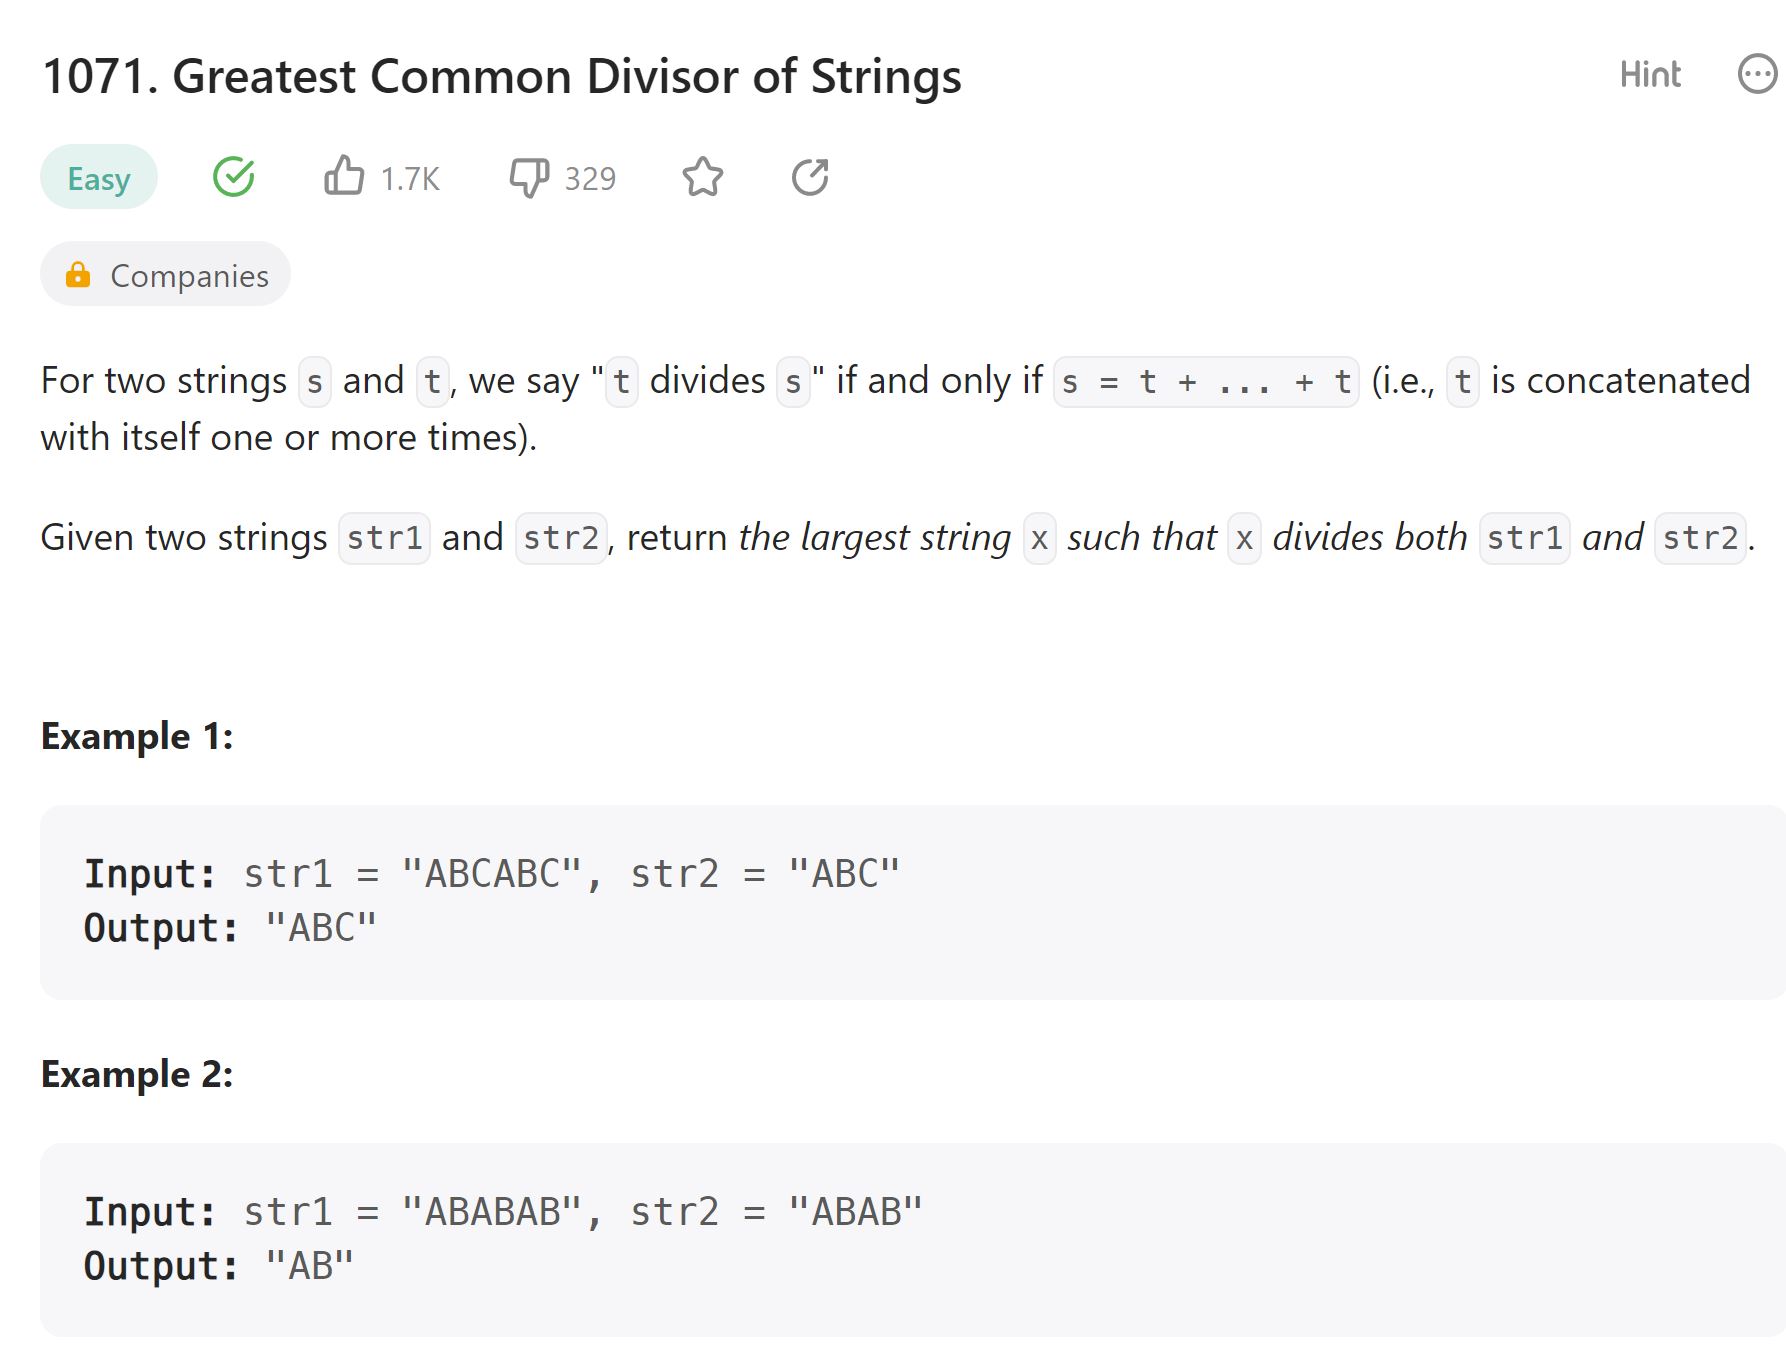 1071. Greatest Common Divisor of Strings
Hint
Easy
1.7K
329
Companies
For two strings s and t, we say "t divides s" if and only if s = t + ... + t (i.e., t is concatenated
with itself one or more times).
Given two strings str1 and str2, return the largest string x such that x divides both str1 and str2.
Example 1:
Input: str1 = "ABCABC", str2 = "ABC"
Output: "ABC"
Example 2:
Input: str1 = "ABABAB", str2 = "ABAB"
Output: "AB"